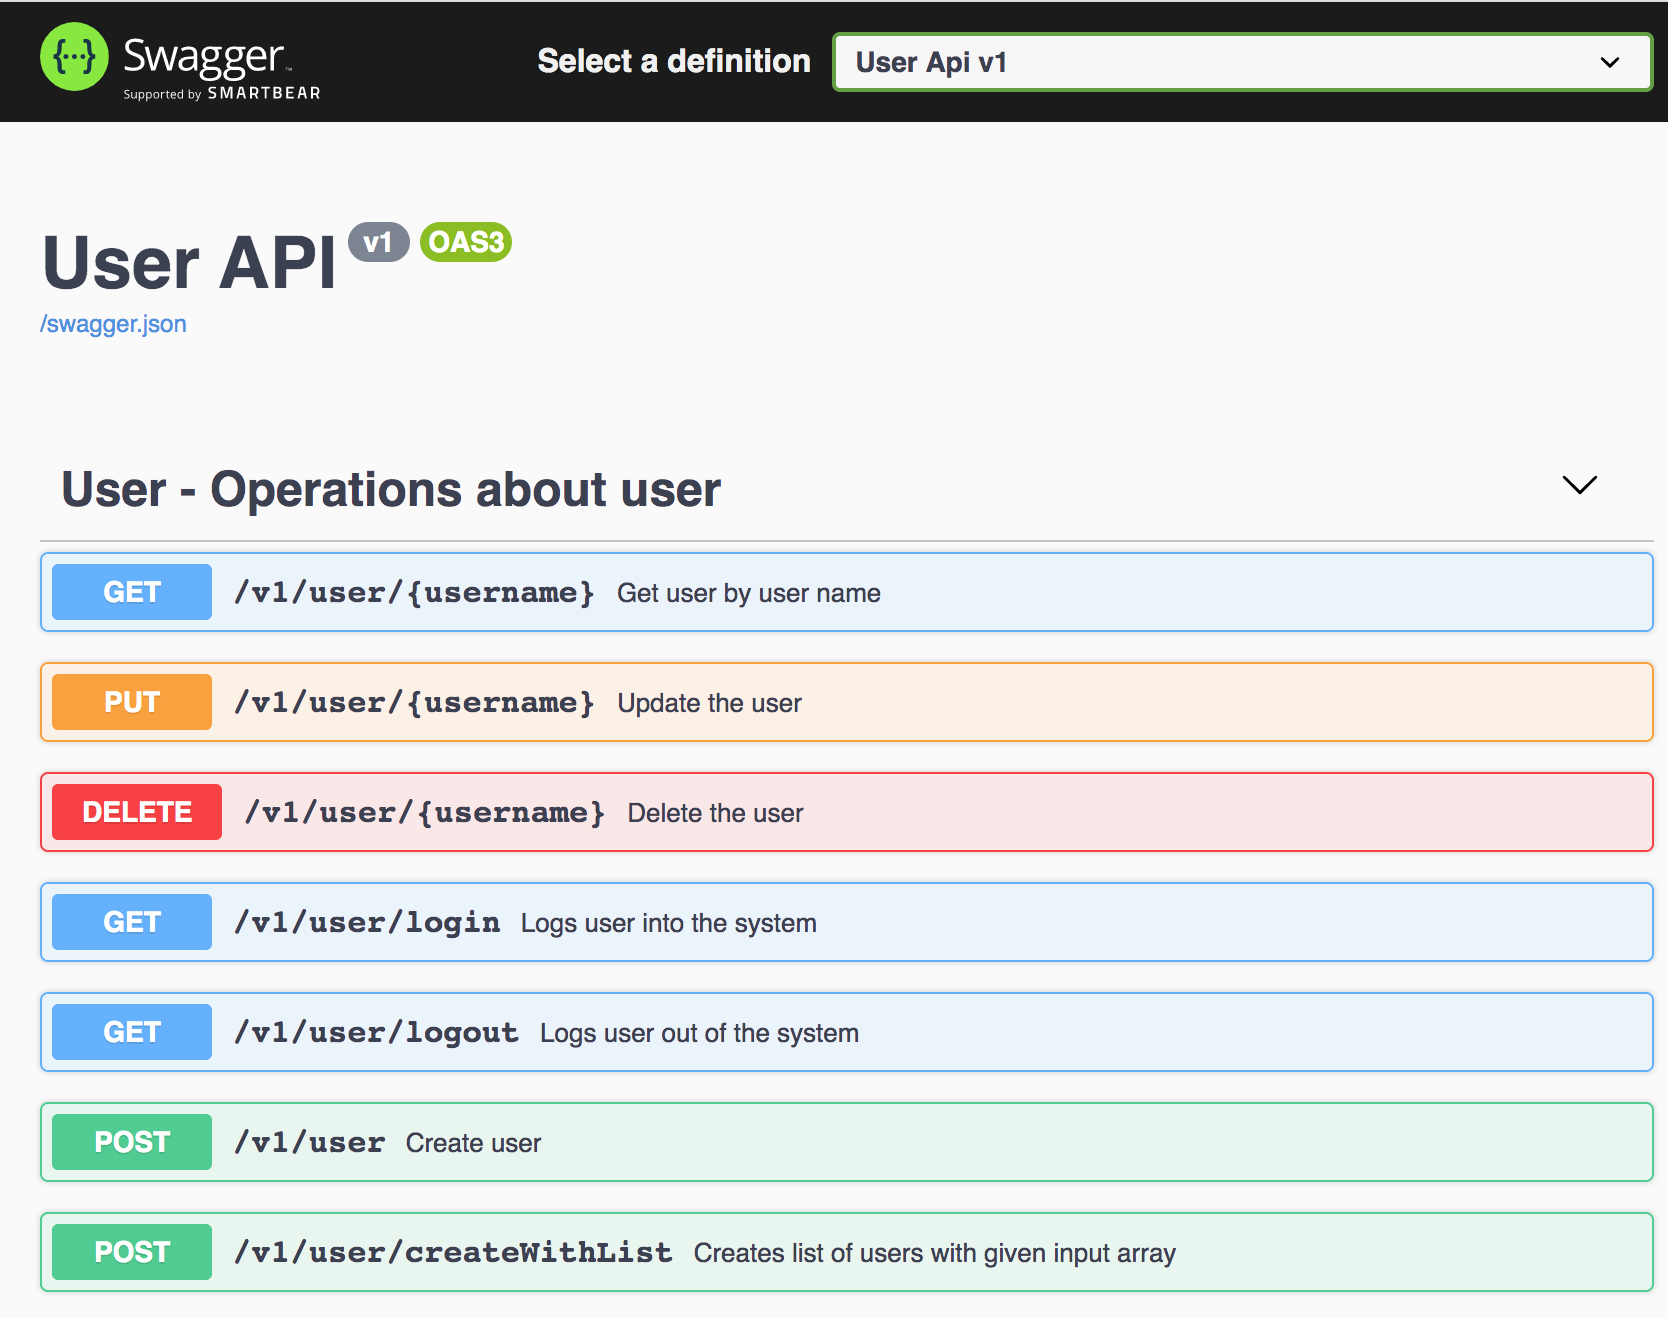 {···} Swagger™
Supported by SMARTBEAR
Select a definition
User Api v1
User API v1 OAS3
/swagger.json
User - Operations about user
GET /v1/user/{username} Get user by user name
PUT /v1/user/{username} Update the user
DELETE /v1/user/{username} Delete the user
GET /v1/user/login Logs user into the system
GET /v1/user/logout Logs user out of the system
POST /v1/user Create user
POST /v1/user/createWithList Creates list of users with given input array